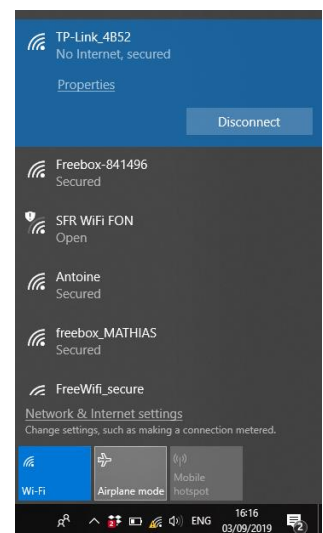 TP-Link_4B52
No Internet, secured
Properties
Disconnect
Freebox-841496
Secured
SFR WiFi FON
Open
Antoine
Secured
freebox_MATHIAS
Secured
FreeWifi_secure
Network & Internet settings
Change settings, such as making a connection metered.
Wi-Fi
Airplane mode
Mobile
hotspot
ENG
16:16
03/09/2019
2